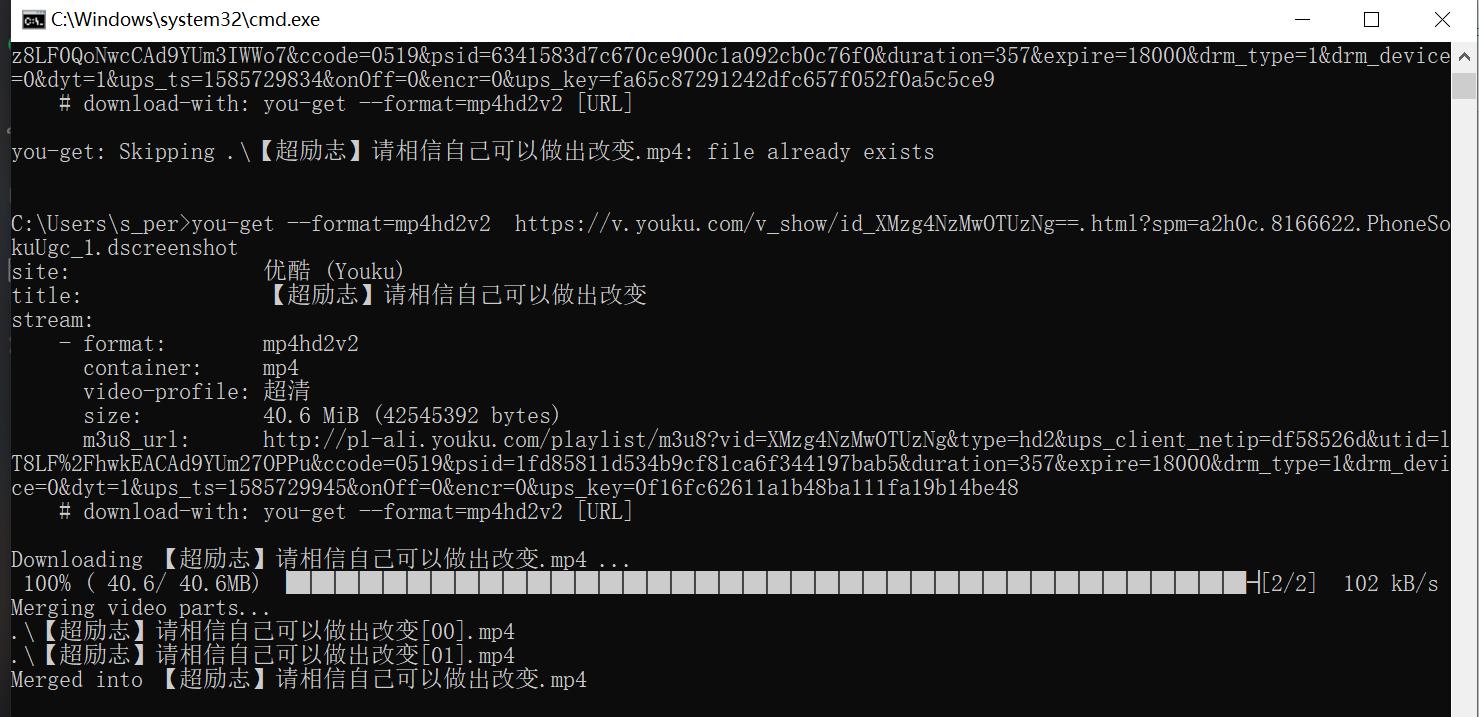 C:\Windows\system32\cmd.exe
z8LF0QoNwcCAd9YUm3IWWo7&ccode=0519&psid=6341583d7c670ce900c1a092cb0c76f0&duration=357&expire=18000&drm_type=1&drm_device
=0&dyt=1&ups_ts=1585729834&onOff=0&encr=0&ups_key=fa65c87291242dfc657f052f0a5c5ce9
# download-with: you-get --format=mp4hd2v2 [URL]
you-get: Skipping .\【超励志】请相信自己可以做出改变.mp4: file already exists
C:\Users\s_per>you-get --format=mp4hd2v2  https://v.youku.com/v_show/id_XMzg4NzMwOTUzNg==.html?spm=a2h0c.8166622.PhoneSo
kuUgc_1.dscreenshot
site: 优酷 (Youku)
title: 【超励志】请相信自己可以做出改变
stream:
- format: mp4hd2v2
container: mp4
video-profile: 超清
size: 40.6 MiB (42545392 bytes)
m3u8_url: http://pl-ali.youku.com/playlist/m3u8?vid=XMzg4NzMwOTUzNg&type=hd2&ups_client_netip=df58526d&utid=l
T8LF%2FhwkEACAd9YUm27OPPu&ccode=0519&psid=1fd85811d534b9cf81ca6f344197bab5&duration=357&expire=18000&drm_type=1&drm_devi
ce=0&dyt=1&ups_ts=1585729945&onOff=0&encr=0&ups_key=0f16fc62611a1b48ba111fa19b14be48
# download-with: you-get --format=mp4hd2v2 [URL]
Downloading 【超励志】请相信自己可以做出改变.mp4 ...
100% ( 40.6/ 40.6MB) [2/2] 102 kB/s
Merging video parts...
.\【超励志】请相信自己可以做出改变[00].mp4
.\【超励志】请相信自己可以做出改变[01].mp4
Merged into 【超励志】请相信自己可以做出改变.mp4